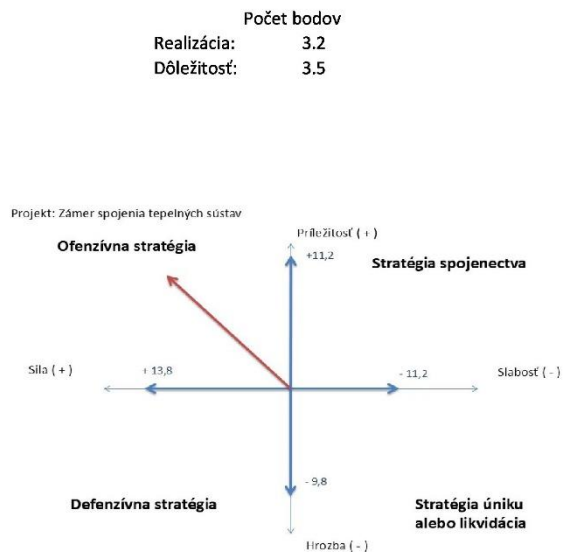 Počet bodov
Realizácia: 3.2
Dôležitosť: 3.5
Projekt: Zámer spojenia tepelných sústav
Ofenzívna stratégia
Príležitosť ( + )
+11,2
Stratégia spojenectva
Sila ( + )
+ 13,8
- 11,2
Slabosť ( - )
- 9,8
Defenzívna stratégia
Stratégia úniku
alebo likvidácia
Hrozba ( - )